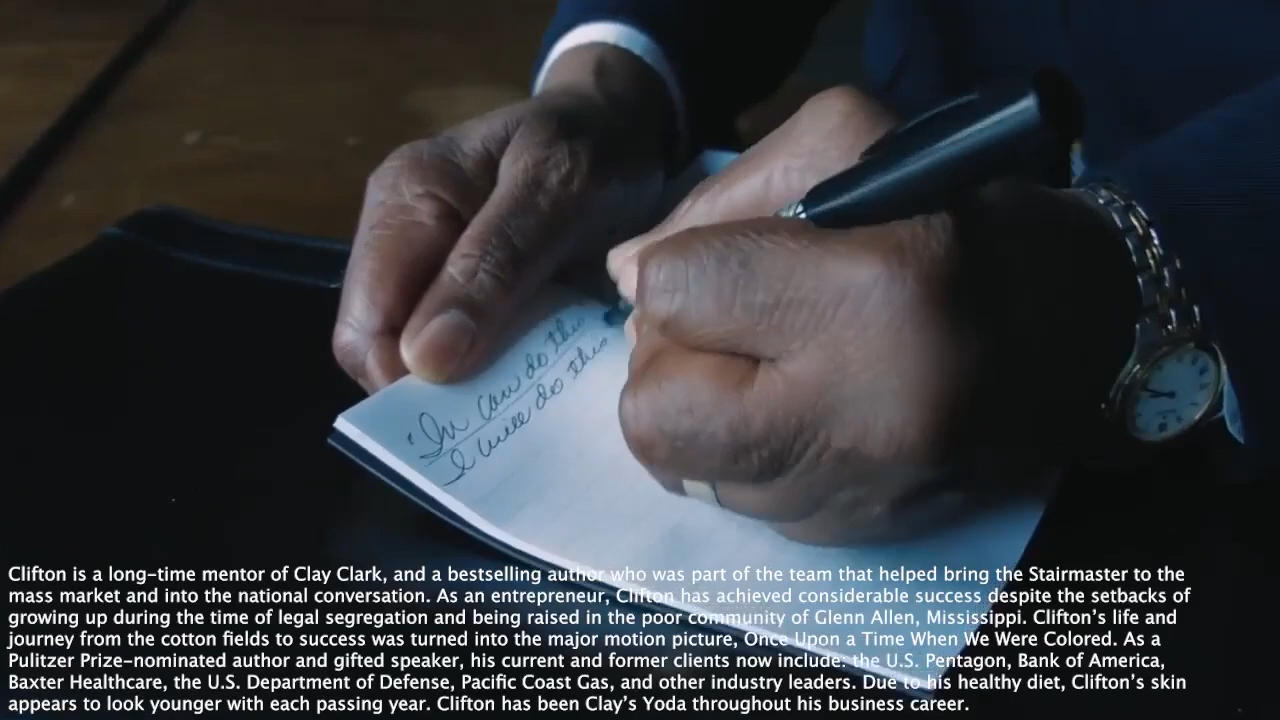 "In can do this
I will do this
Clifton is a long-time mentor of Clay Clark, and a bestselling author who was part of the team that helped bring the Stairmaster to the
mass market and into the national conversation. As an entrepreneur, Clifton has achieved considerable success despite the setbacks of
growing up during the time of legal segregation and being raised in the poor community of Glenn Allen, Mississippi. Clifton's life and
journey from the cotton fields to success was turned into the major motion picture, Once Upon a Time When We Were Colored. As a
Pulitzer Prize-nominated author and gifted speaker, his current and former clients now include: the U.S. Pentagon, Bank of America,
Baxter Healthcare, the U.S. Department of Defense, Pacific Coast Gas, and other industry leaders. Due to his healthy diet, Clifton's skin
appears to look younger with each passing year. Clifton has been Clay's Yoda throughout his business career.